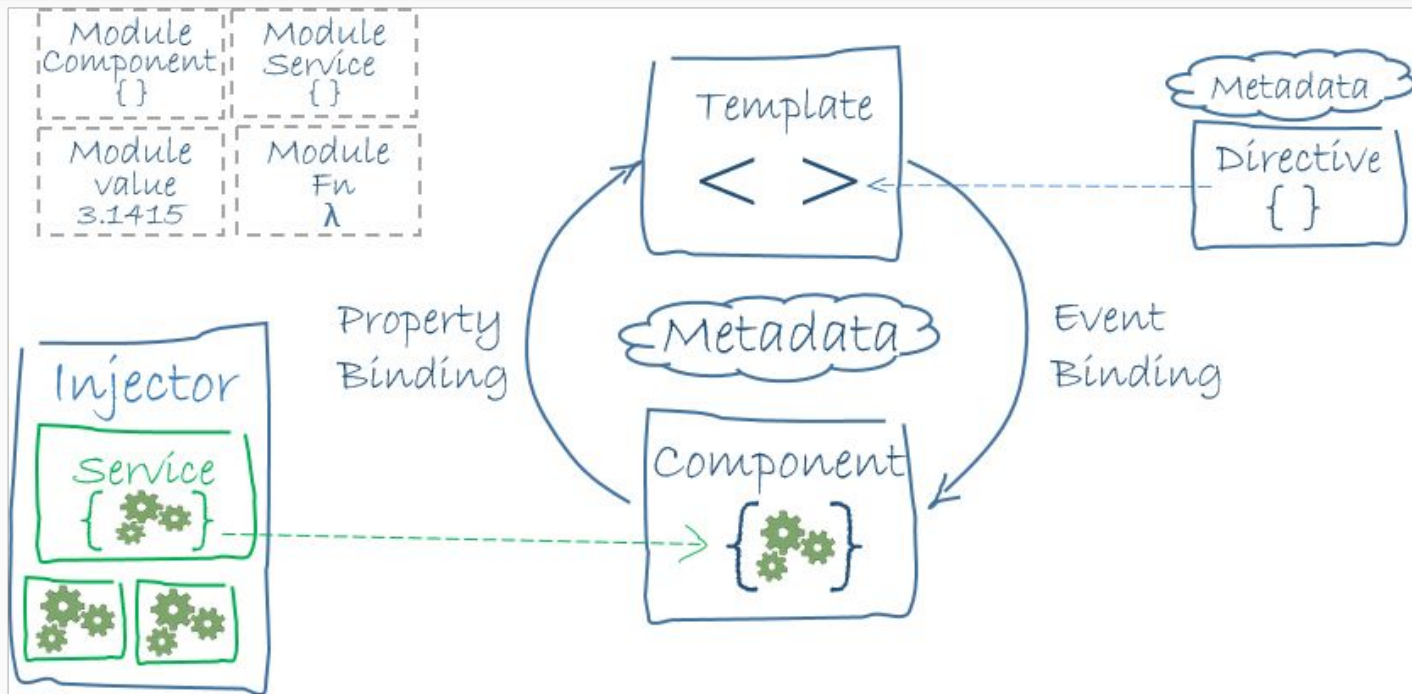 Module
Component
{ }
Module
Service
{ }
Module
value
3.1415
Module
Fn
λ
Template
< >
Metadata
Directive
{ }
Property
Binding
Metadata
Event
Binding
Injector
Service
{ }
Component
{ }